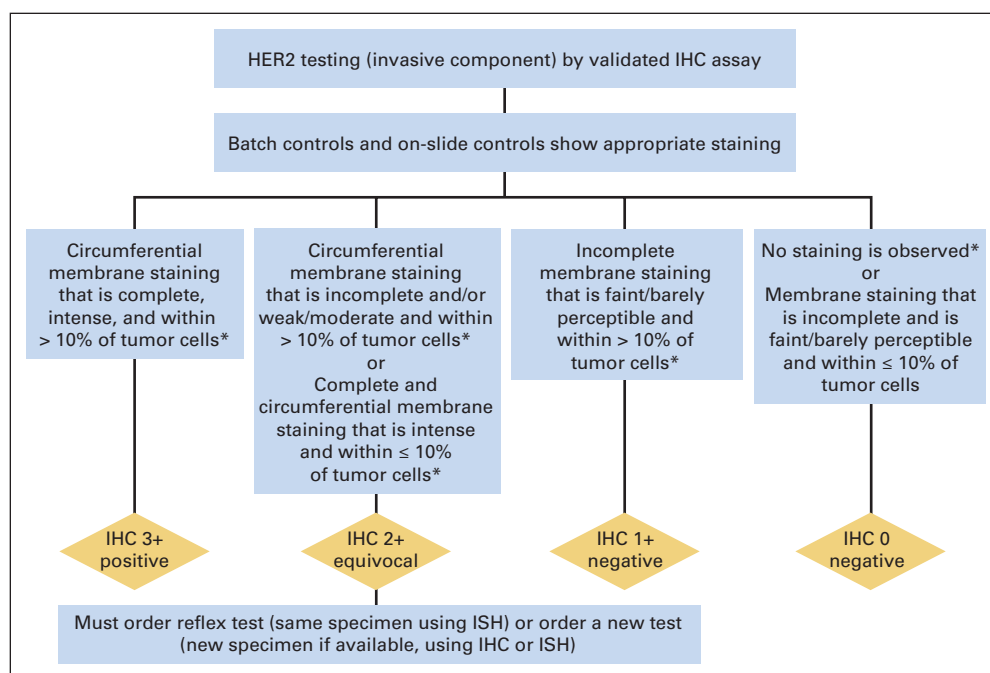 HER2 testing (invasive component) by validated IHC assay
Batch controls and on-slide controls show appropriate staining
Circumferential
membrane staining
that is complete,
intense, and within
> 10% of tumor cells*
Circumferential
membrane staining
that is incomplete and/or
weak/moderate and within
> 10% of tumor cells*
or
Complete and
circumferential membrane
staining that is intense
and within ≤ 10%
of tumor cells*
Incomplete
membrane staining
that is faint/barely
perceptible and
within > 10% of
tumor cells*
No staining is observed*
or
Membrane staining that
is incomplete and is
faint/barely perceptible
and within ≤ 10% of
tumor cells
IHC 3+
positive
IHC 2+
equivocal
IHC 1+
negative
IHC 0
negative
Must order reflex test (same specimen using ISH) or order a new test
(new specimen if available, using IHC or ISH)